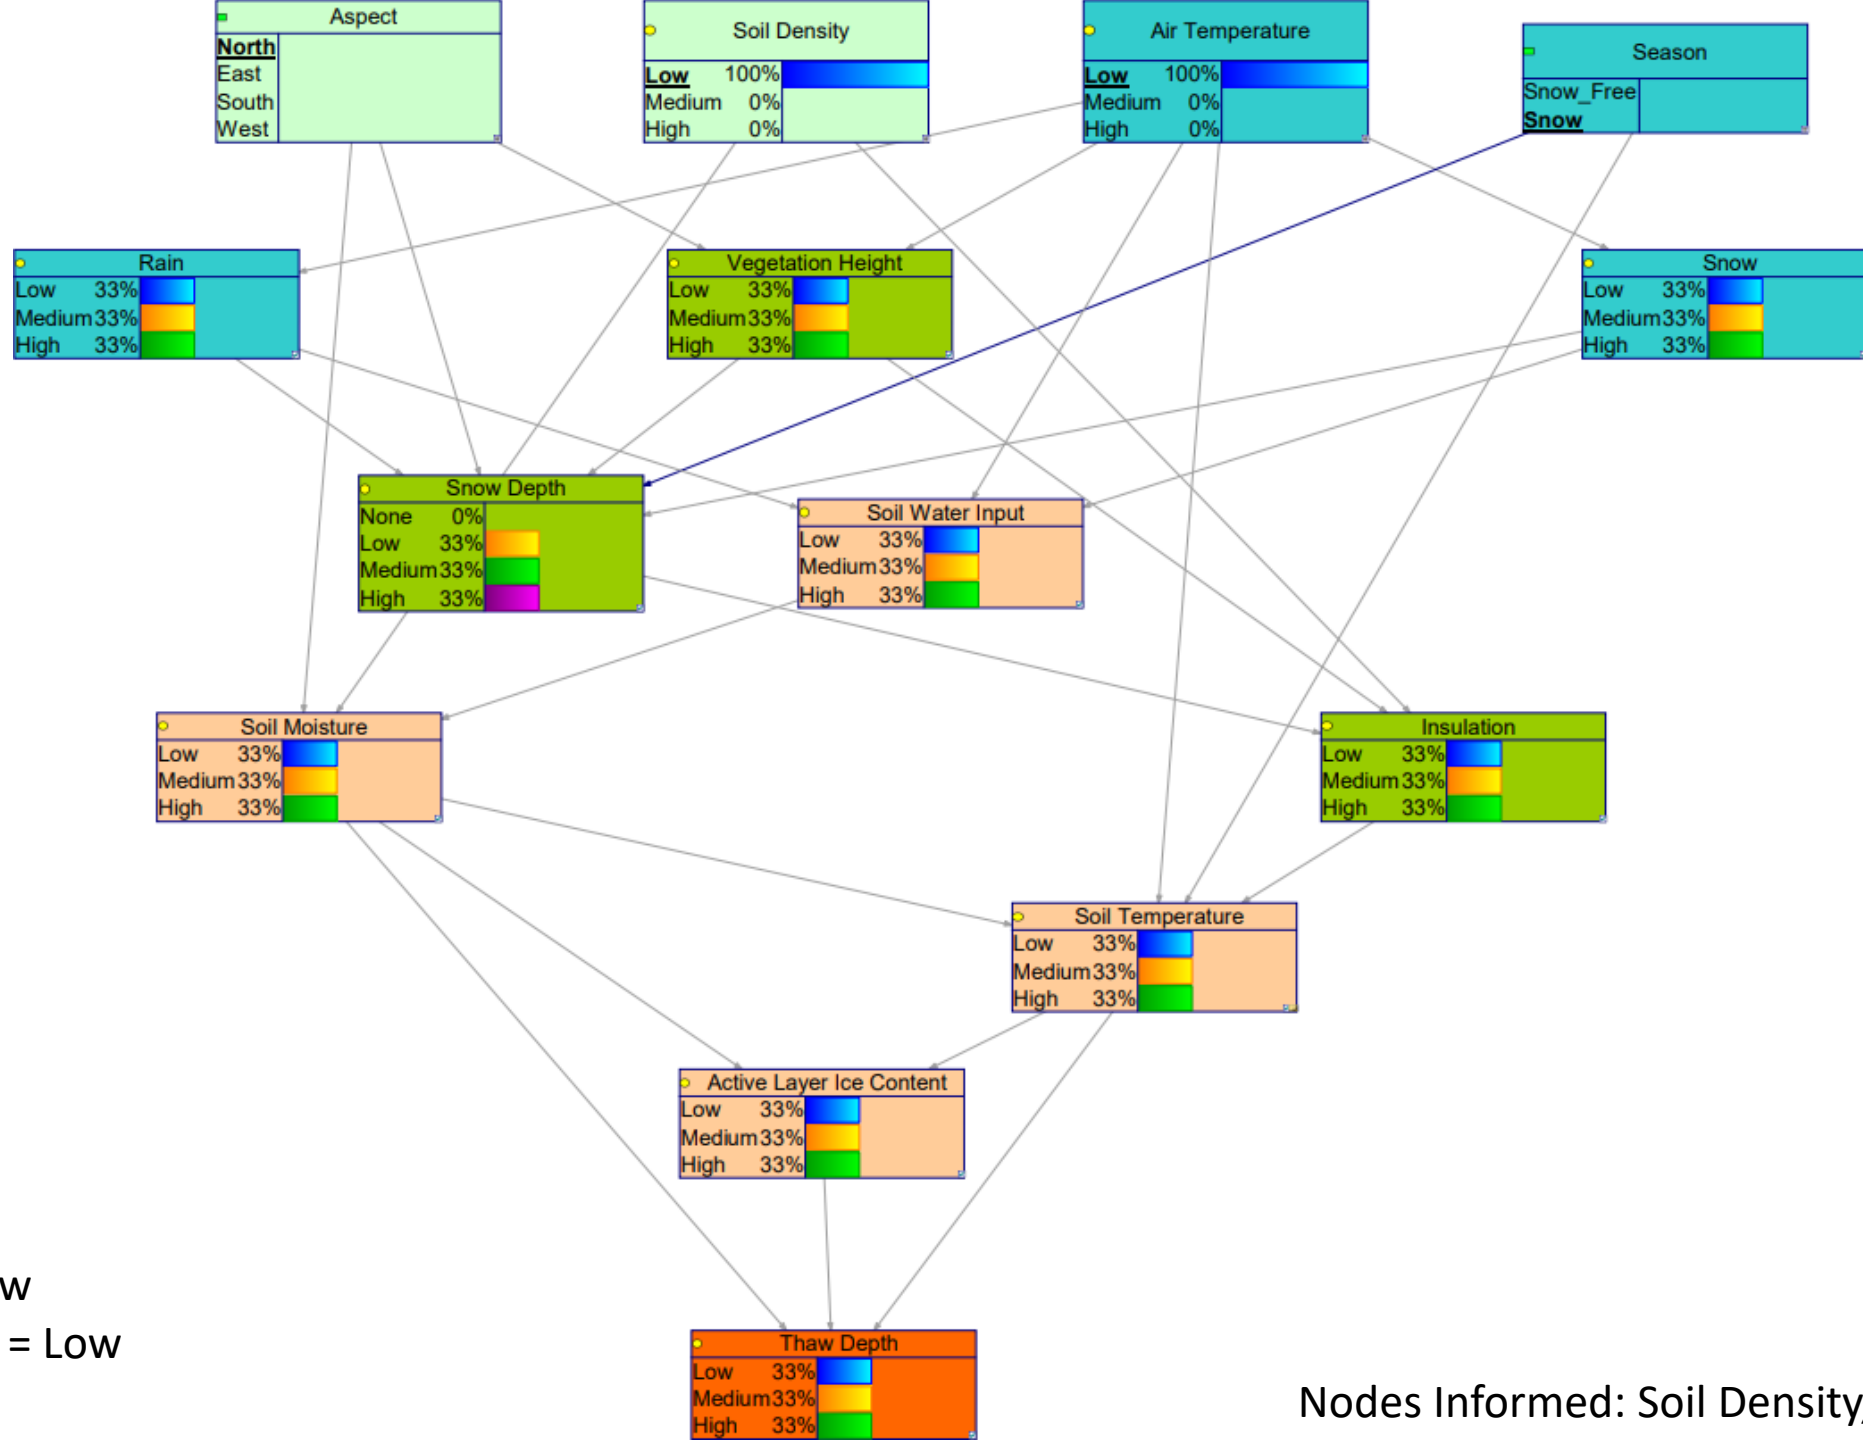 Aspect
North
East
South
West
Soil Density
Low 100%
Medium 0%
High 0%
Air Temperature
Low 100%
Medium 0%
High 0%
Season
Snow_Free
Snow
Rain
Low 33%
Medium 33%
High 33%
Vegetation Height
Low 33%
Medium 33%
High 33%
Snow
Low 33%
Medium 33%
High 33%
Snow Depth
None 0%
Low 33%
Medium 33%
High 33%
Soil Water Input
Low 33%
Medium 33%
High 33%
Soil Moisture
Low 33%
Medium 33%
High 33%
Insulation
Low 33%
Medium 33%
High 33%
Soil Temperature
Low 33%
Medium 33%
High 33%
Active Layer Ice Content
Low 33%
Medium 33%
High 33%
Thaw Depth
Low 33%
Medium 33%
High 33%
= Low
Nodes Informed: Soil Density,